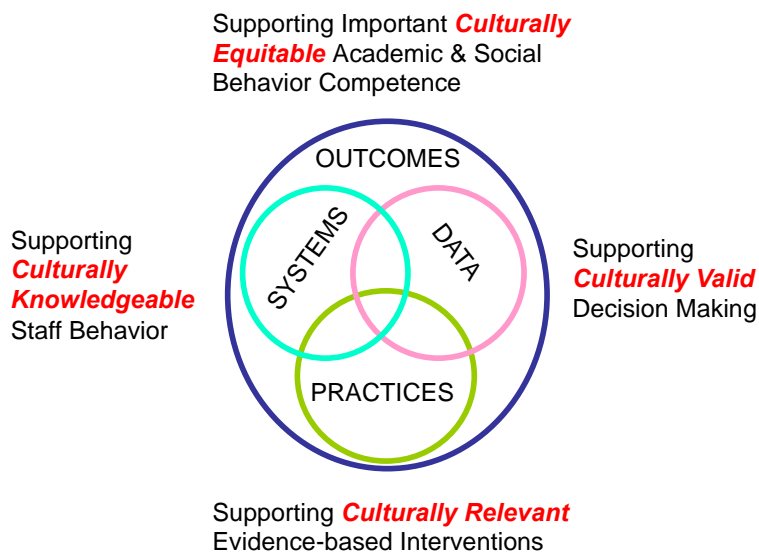 Supporting Important Culturally
Equitable Academic & Social
Behavior Competence
OUTCOMES
SYSTEMS
DATA
PRACTICES
Supporting
Culturally
Knowledgeable
Staff Behavior
Supporting
Culturally Valid
Decision Making
Supporting Culturally Relevant
Evidence-based Interventions